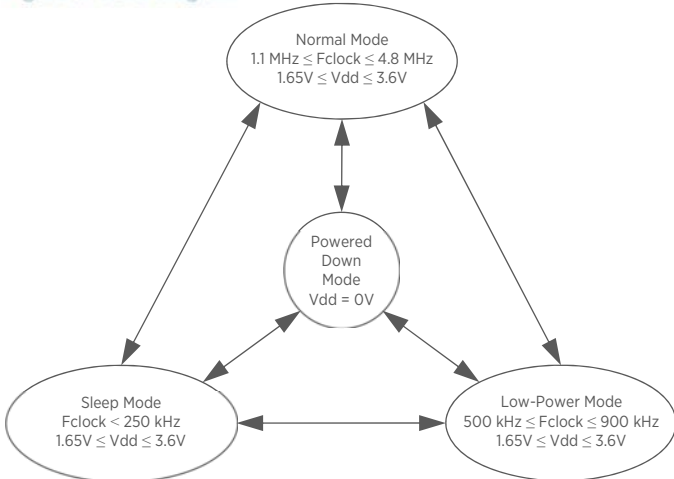 Normal Mode
1.1 MHz ≤ Fclock ≤ 4.8 MHz
1.65V ≤ Vdd ≤ 3.6V
Powered
Down
Mode
Vdd = 0V
Sleep Mode
Fclock < 250 kHz
1.65V ≤ Vdd ≤ 3.6V
Low-Power Mode
500 kHz ≤ Fclock ≤ 900 kHz
1.65V ≤ Vdd ≤ 3.6V